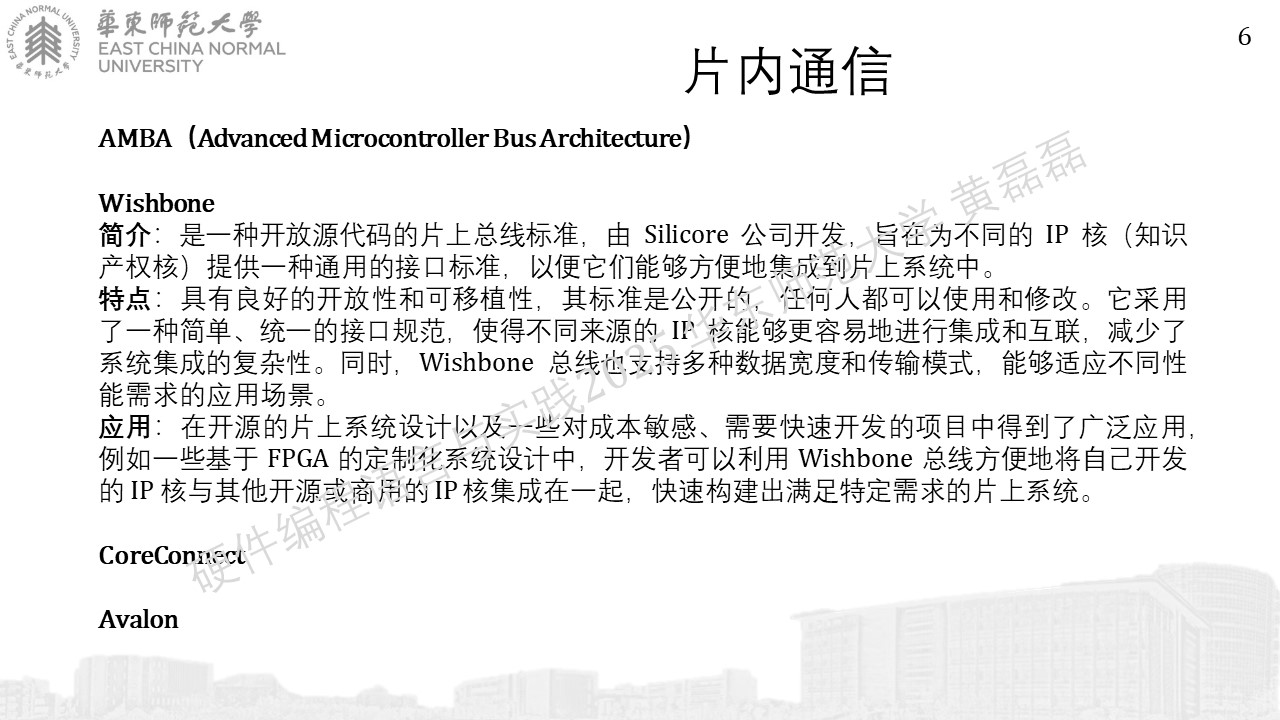 華東師范大學
EAST CHINA NORMAL
UNIVERSITY
EAST CHINA NORMAL UNIVERSITY
華東师范大学
6
片内通信
AMBA（Advanced Microcontroller Bus Architecture）
Wishbone
简介：是一种开放源代码的片上总线标准，由 Silicore 公司开发，旨在为不同的 IP 核（知识
产权核）提供一种通用的接口标准，以便它们能够方便地集成到片上系统中。
特点：具有良好的开放性和可移植性，其标准是公开的，任何人都可以使用和修改。它采用
了一种简单、统一的接口规范，使得不同来源的 IP 核能够更容易地进行集成和互联，减少了
系统集成的复杂性。同时，Wishbone 总线也支持多种数据宽度和传输模式，能够适应不同性
能需求的应用场景。
应用：在开源的片上系统设计以及一些对成本敏感、需要快速开发的项目中得到了广泛应用，
例如一些基于 FPGA 的定制化系统设计中，开发者可以利用 Wishbone 总线方便地将自己开发
的 IP 核与其他开源或商用的 IP 核集成在一起，快速构建出满足特定需求的片上系统。
CoreConnect
Avalon
硬件编程语言与实践2025 华东师范大学 黄磊磊